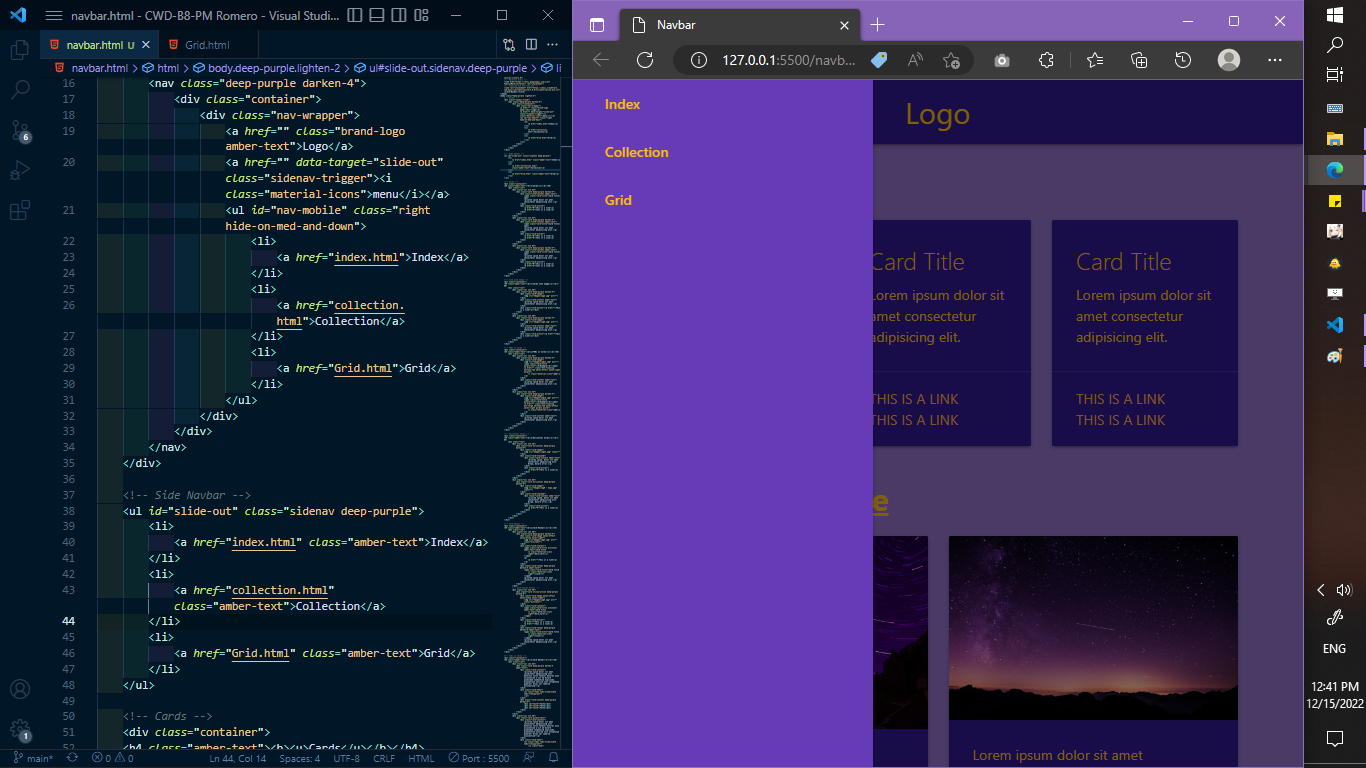 navbar.html - CWD-B8-PM Romero - Visual Studi...
navbar.html U
Grid.html
navbar.html > html > body.deep-purple.lighten-2 > ul#slide-out.sidenav.deep-purple > li
16 <nav class="deep-purple darken-4">
17 <div class="container">
18 <div class="nav-wrapper">
19 <a href="" class="brand-logo
amber-text">Logo</a>
20 <a href="" data-target="slide-out"
class="sidenav-trigger"><i
class="material-icons">menu</i></a>
21 <ul id="nav-mobile" class="right
hide-on-med-and-down">
22 <li>
23 <a href="index.html">Index</a>
24 </li>
25 <li>
26 <a href="collection.
html">Collection</a>
27 </li>
28 <li>
29 <a href="Grid.html">Grid</a>
30 </li>
31 </ul>
32 </div>
33 </div>
34 </nav>
35 </div>
36
37 <!-- Side Navbar -->
38 <ul id="slide-out" class="sidenav deep-purple">
39 <li>
40 <a href="index.html" class="amber-text">Index</a>
41 </li>
42 <li>
43 <a href="collection.html"
class="amber-text">Collection</a>
44 </li>
45 <li>
46 <a href="Grid.html" class="amber-text">Grid</a>
47 </li>
48 </ul>
49
50 <!-- Cards -->
51 <div class="container">
52 <h4 class="amber-text"><b><u>Cards</u></b></h4>
6
1
main*
0 0
Ln 44, Col 14
Spaces: 4
UTF-8
CRLF
HTML
Port : 5500
Navbar
127.0.0.1:5500/navb...
Index
Collection
Grid
Logo
Card Title
Lorem ipsum dolor sit
amet consectetur
adipisicing elit.
THIS IS A LINK
THIS IS A LINK
Card Title
Lorem ipsum dolor sit
amet consectetur
adipisicing elit.
THIS IS A LINK
THIS IS A LINK
e
Lorem ipsum dolor sit amet
ENG
12:41 PM
12/15/2022